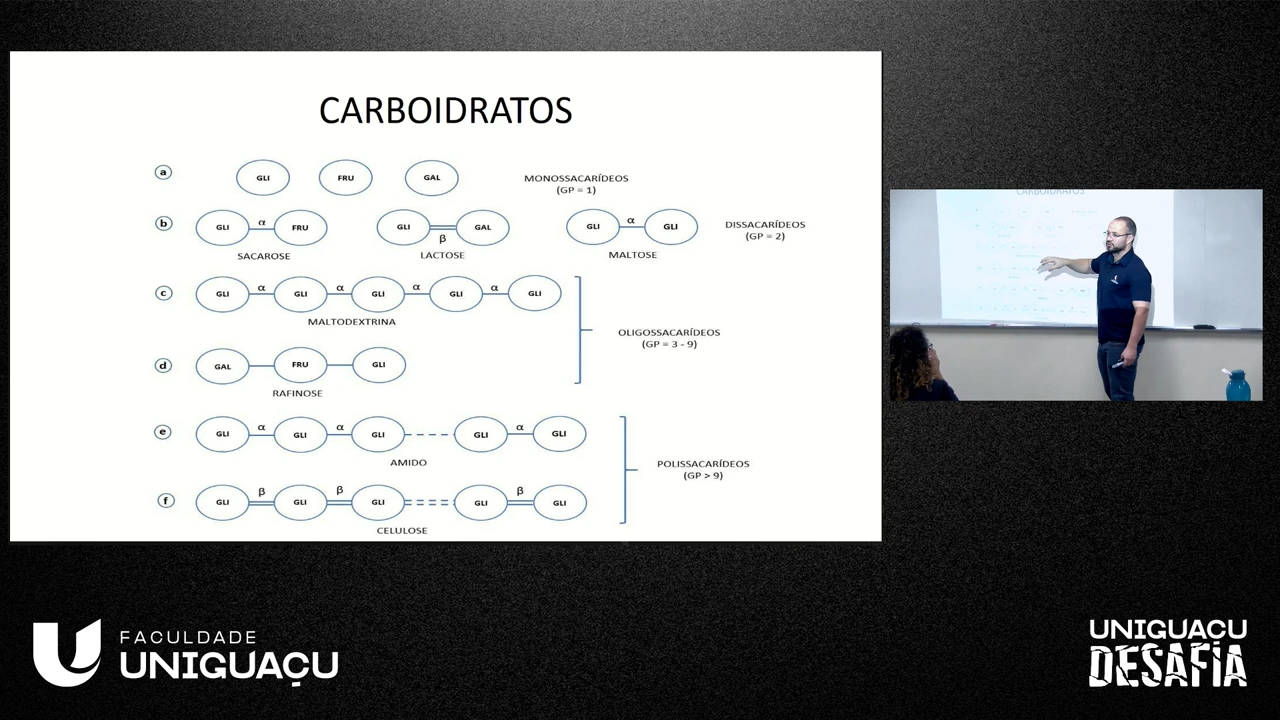 CARBOIDRATOS
a GLI FRU GAL MONOSSACARÍDEOS
(GP = 1)
b GLI α FRU GLI β GAL GLI α GLI DISSACARÍDEOS
(GP = 2)
SACAROSE LACTOSE MALTOSE
c GLI α GLI α GLI α GLI α GLI
MALTODEXTRINA
OLIGOSSACARÍDEOS
(GP = 3 - 9)
d GAL FRU GLI
RAFINOSE
e GLI α GLI α GLI GLI α GLI
AMIDO
POLISSACARÍDEOS
(GP > 9)
f GLI β GLI β GLI GLI β GLI
CELULOSE
CARBOIDRATOS
FACULDADE
UNIGUAÇU
UNIGUAÇU
DESAFIA